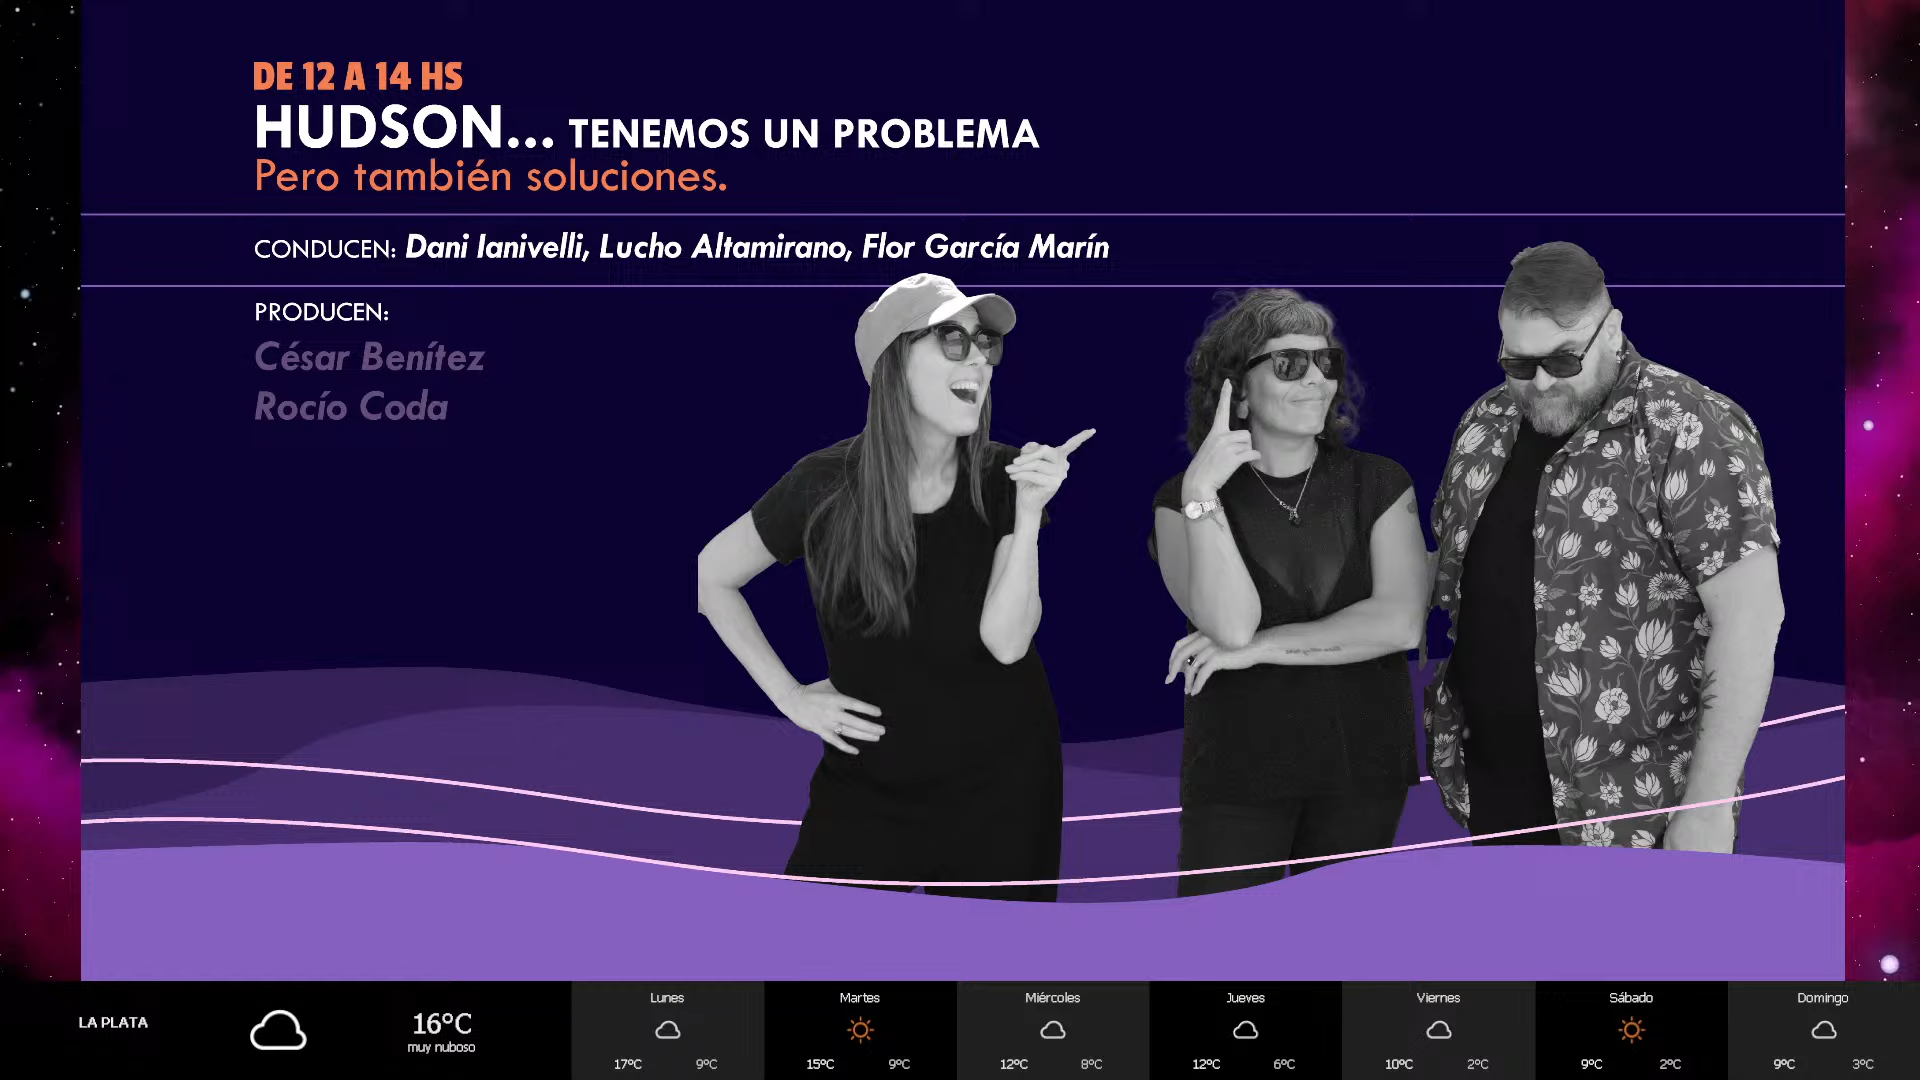 DE 12 A 14 HS
HUDSON... TENEMOS UN PROBLEMA
Pero también soluciones.
CONDUCEN: Dani Ianivelli, Lucho Altamirano, Flor García Marín
PRODUCEN:
César Benítez
Rocío Coda
LA PLATA
16°C
muy nuboso
Lunes
17°C 9°C
Martes
15°C 9°C
Miércoles
12°C 8°C
Jueves
12°C 6°C
Viernes
10°C 2°C
Sábado
9°C 2°C
Domingo
9°C 3°C